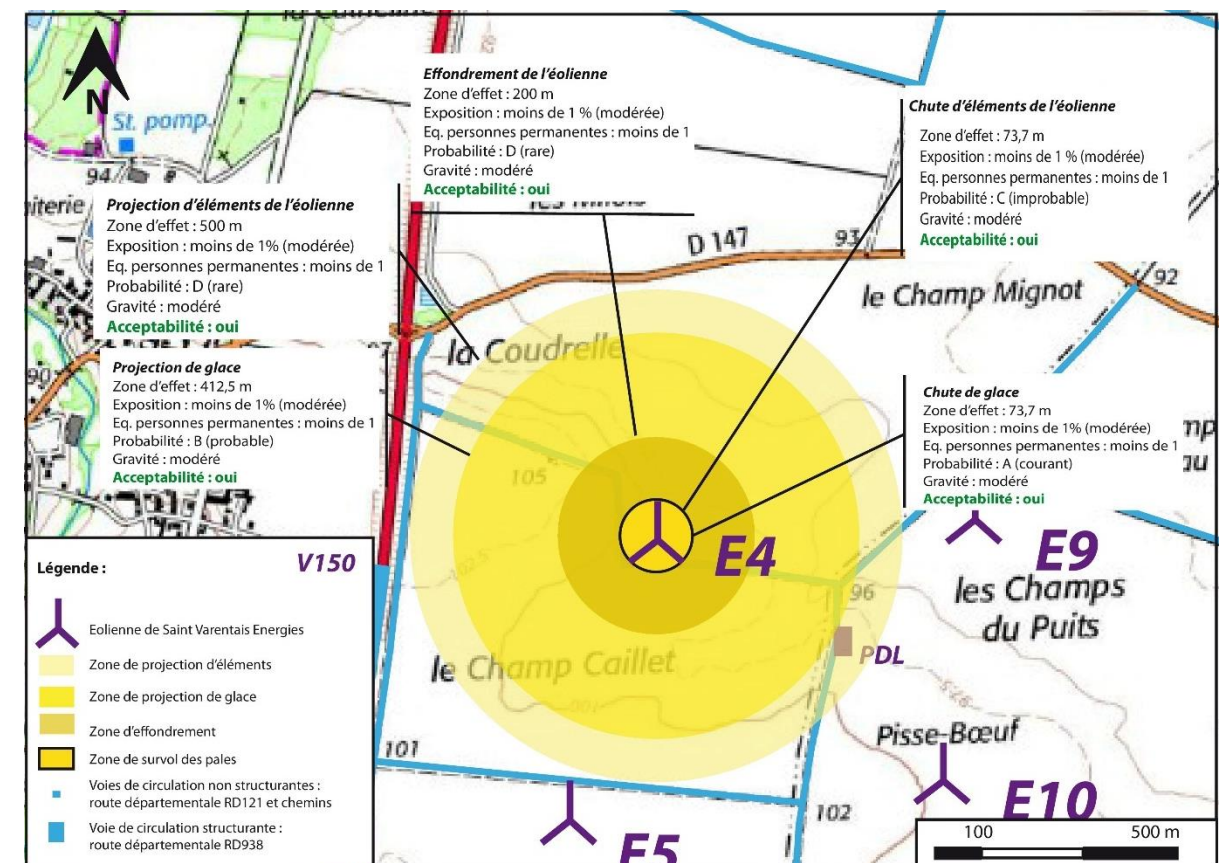 N
St. pomp.
94
Effondrement de l'éolienne
Zone d'effet : 200 m
Exposition : moins de 1 % (modérée)
Eq. personnes permanentes : moins de 1
Probabilité : D (rare)
Gravité : modéré
Acceptabilité : oui
Chute d'éléments de l'éolienne
Zone d'effet : 73,7 m
Exposition : moins de 1 % (modérée)
Eq. personnes permanentes : moins de 1
Probabilité : C (improbable)
Gravité : modéré
Acceptabilité : oui
Projection d'éléments de l'éolienne
Zone d'effet : 500 m
Exposition : moins de 1% (modérée)
Eq. personnes permanentes : moins de 1
Probabilité : D (rare)
Gravité : modéré
Acceptabilité : oui
D 147
93
92
le Champ Mignot
la Coudrelle
90
Projection de glace
Zone d'effet : 412,5 m
Exposition : moins de 1% (modérée)
Eq. personnes permanentes : moins de 1
Probabilité : B (probable)
Gravité : modéré
Acceptabilité : oui
Chute de glace
Zone d'effet : 73,7 m
Exposition : moins de 1% (modérée)
Eq. personnes permanentes : moins de 1
Probabilité : A (courant)
Gravité : modéré
Acceptabilité : oui
105
102.5
E4
E9
96
les Champs
du Puits
PDL
le Champ Caillet
100
97.5
Pisse-Bœuf
101
102
E10
E5
Légende :
V150
Eolienne de Saint Varentais Energies
Zone de projection d'éléments
Zone de projection de glace
Zone d'effondrement
Zone de survol des pales
Voies de circulation non structurantes :
route départementale RD121 et chemins
Voie de circulation structurante :
route départementale RD938
100
500 m